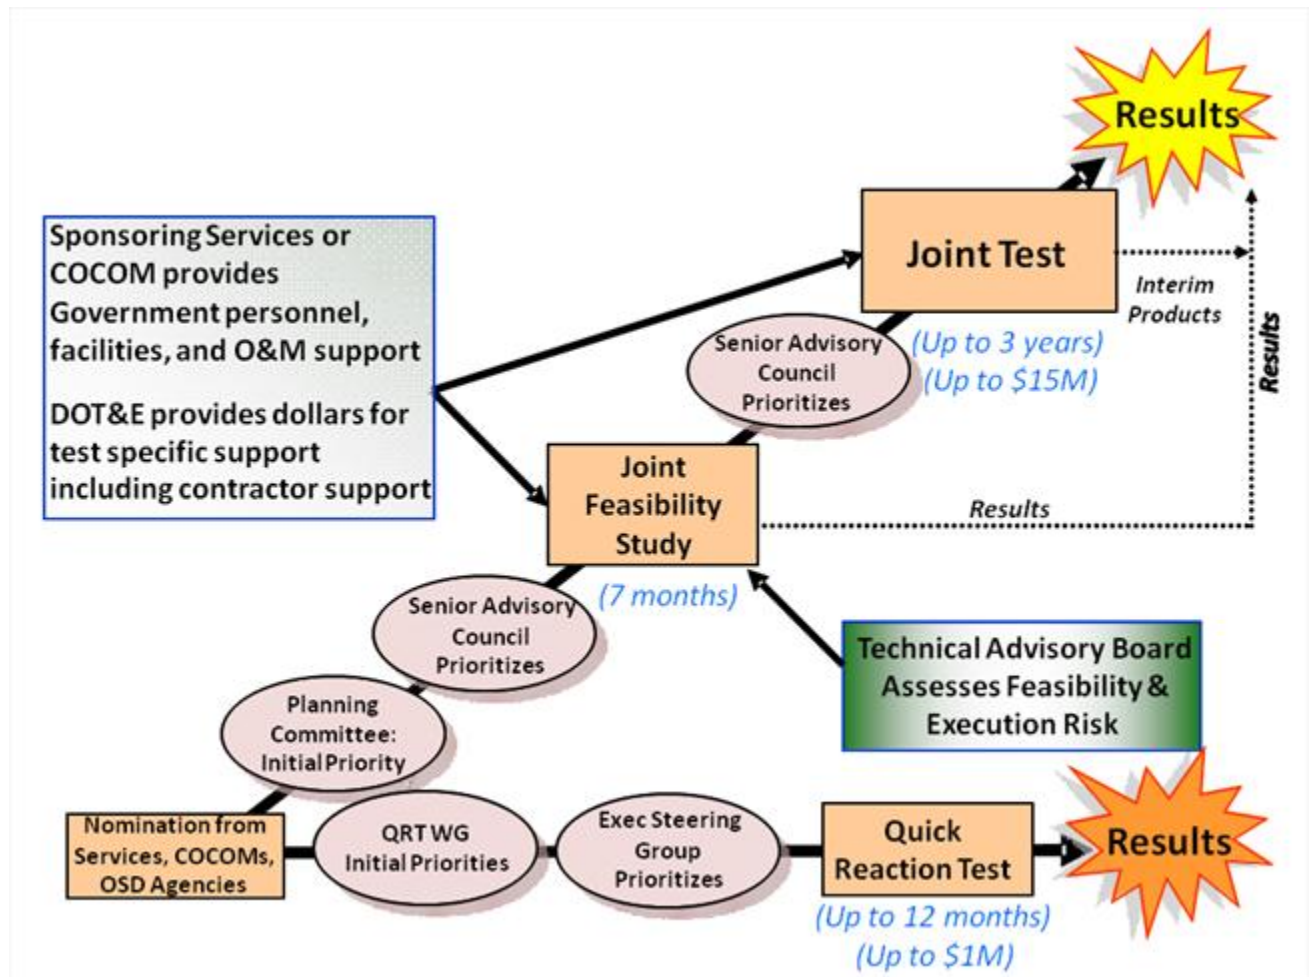 Results
Sponsoring Services or
COCOM provides
Government personnel,
facilities, and O&M support
DOT&E provides dollars for
test specific support
including contractor support
Joint Test
Interim
Products
Results
Senior Advisory
Council
Prioritizes
(Up to 3 years)
(Up to $15M)
Joint
Feasibility
Study
Results
(7 months)
Senior Advisory
Council
Prioritizes
Technical Advisory Board
Assesses Feasibility &
Execution Risk
Planning
Committee:
Initial Priority
Nomination from
Services, COCOMs,
OSD Agencies
QRT WG
Initial Priorities
Exec Steering
Group
Prioritizes
Quick
Reaction Test
Results
(Up to 12 months)
(Up to $1M)